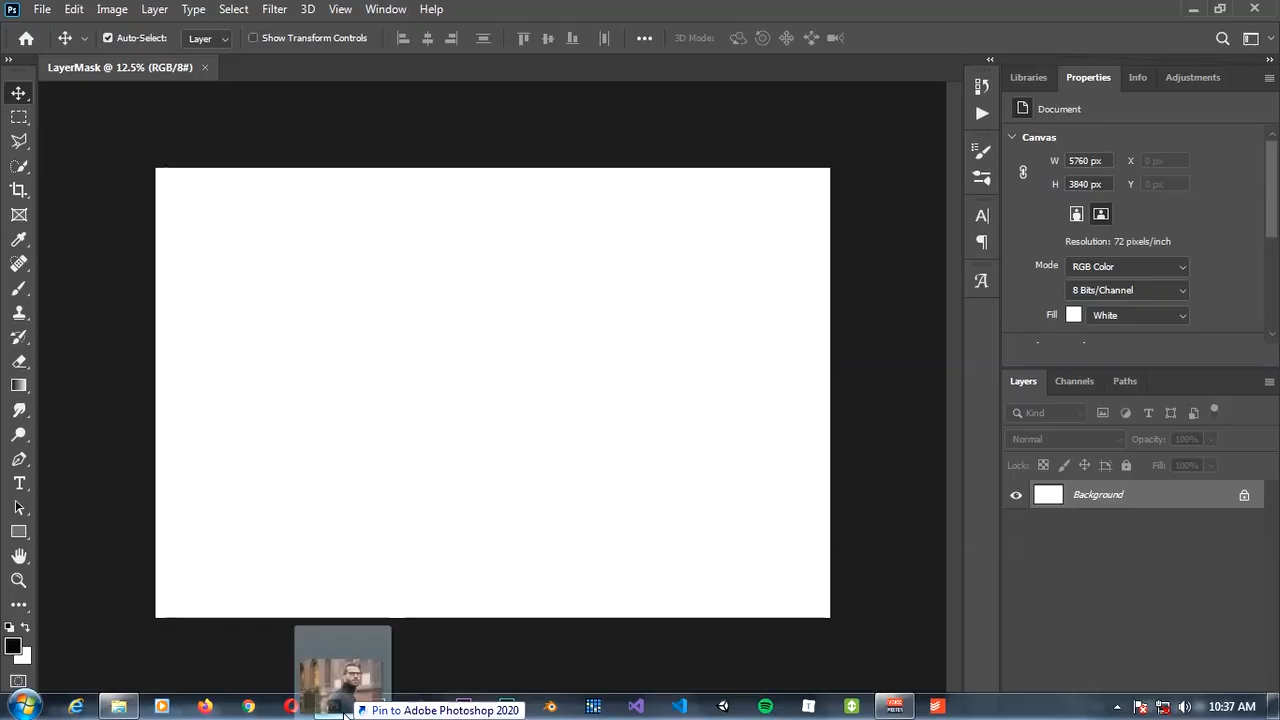 Ps File Edit Image Layer Type Select Filter 3D View Window Help
Auto-Select: Layer Show Transform Controls 3D Mode:
LayerMask @ 12.5% (RGB/8#) ×
Libraries Properties Info Adjustments
Document
Canvas
W 5760 px X 0 px
H 3840 px Y 0 px
Resolution: 72 pixels/inch
Mode RGB Color
8 Bits/Channel
Fill White
Layers Channels Paths
Kind
Normal Opacity: 100%
Lock: Fill: 100%
Background
Pin to Adobe Photoshop 2020
10:37 AM